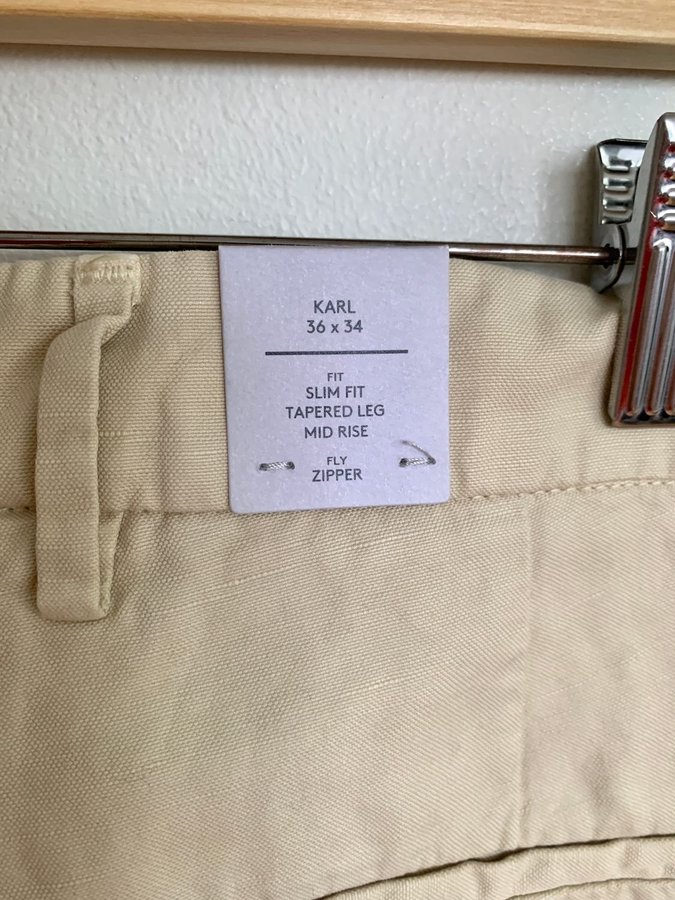 KARL
36 x 34
FIT
SLIM FIT
TAPERED LEG
MID RISE
FLY
ZIPPER